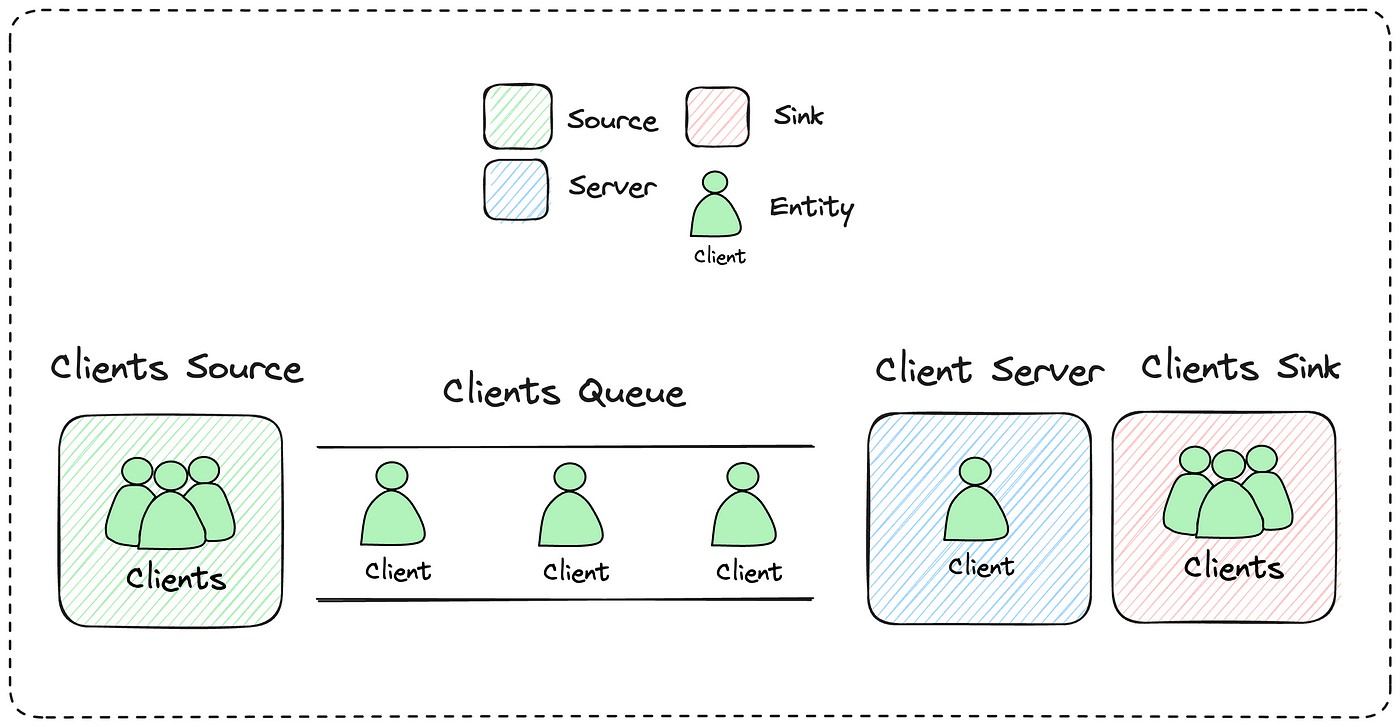 Source
Sink
Server
Entity
Client
Clients Source
Clients Queue
Client Server
Clients Sink
Clients
Client
Client
Client
Client
Clients